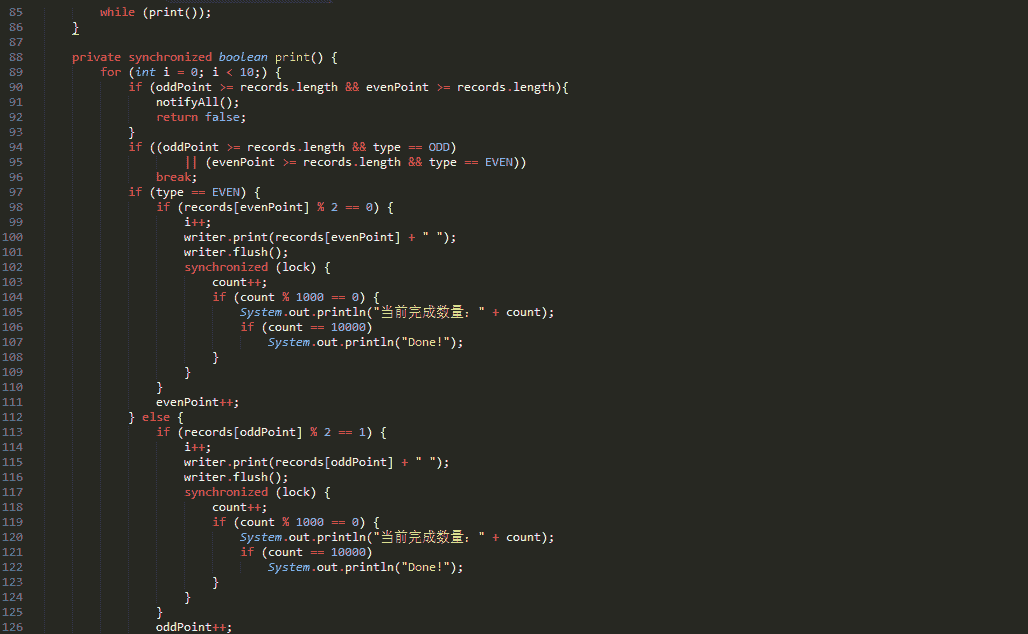 85 while (print());
86 }
87
88 private synchronized boolean print() {
89 for (int i = 0; i < 10;) {
90 if (oddPoint >= records.length && evenPoint >= records.length){
91 notifyAll();
92 return false;
93 }
94 if ((oddPoint >= records.length && type == ODD)
95 || (evenPoint >= records.length && type == EVEN))
96 break;
97 if (type == EVEN) {
98 if (records[evenPoint] % 2 == 0) {
99 i++;
100 writer.print(records[evenPoint] + " ");
101 writer.flush();
102 synchronized (lock) {
103 count++;
104 if (count % 1000 == 0) {
105 System.out.println("当前完成数量：" + count);
106 if (count == 10000)
107 System.out.println("Done!");
108 }
109 }
110 }
111 evenPoint++;
112 } else {
113 if (records[oddPoint] % 2 == 1) {
114 i++;
115 writer.print(records[oddPoint] + " ");
116 writer.flush();
117 synchronized (lock) {
118 count++;
119 if (count % 1000 == 0) {
120 System.out.println("当前完成数量：" + count);
121 if (count == 10000)
122 System.out.println("Done!");
123 }
124 }
125 }
126 oddPoint++;